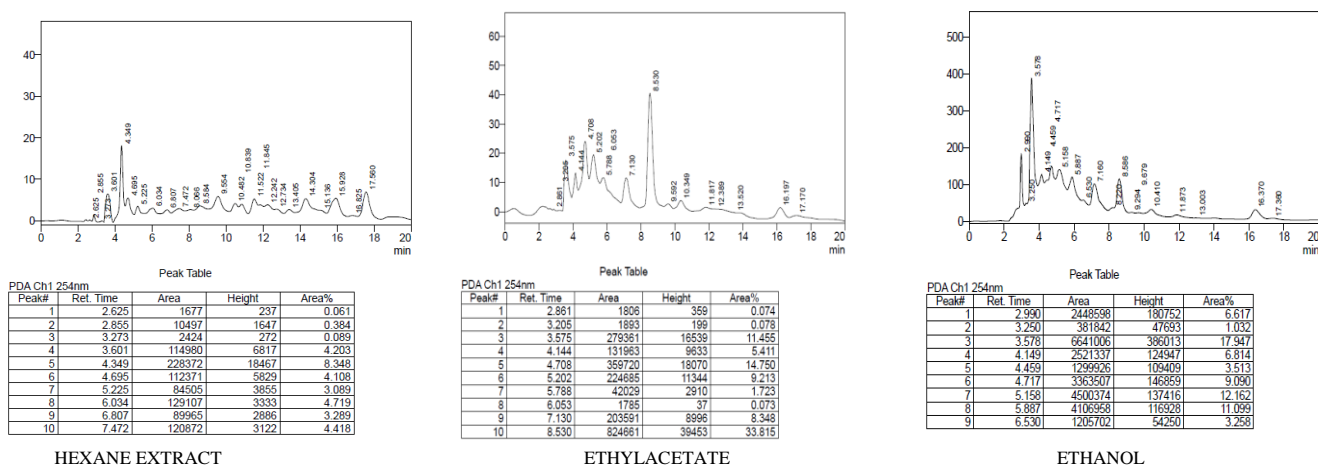 40
30
20
10
0
2.625
2.855
3.273
3.601
4.349
4.695
5.225
6.034
6.807
7.472
8.066
8.584
9.554
10.482
10.839
11.522
11.845
12.242
12.734
13.405
14.304
15.136
15.928
16.825
17.560
0 2 4 6 8 10 12 14 16 18 20
min
Peak Table
PDA Ch1 254nm
Peak# Ret. Time Area Height Area%
1 2.625 1677 237 0.061
2 2.855 10497 1647 0.384
3 3.273 2424 272 0.089
4 3.601 114980 6817 4.203
5 4.349 228372 18467 8.348
6 4.695 112371 5829 4.108
7 5.225 84505 3855 3.089
8 6.034 129107 3333 4.719
9 6.807 89965 2886 3.289
10 7.472 120872 3122 4.418
HEXANE EXTRACT
60
50
40
30
20
10
0
2.861
3.205
3.575
4.144
4.708
5.202
5.788
6.053
7.130
8.530
9.592
10.349
11.817
12.389
13.520
16.197
17.170
0 2 4 6 8 10 12 14 16 18 20
min
Peak Table
PDA Ch1 254nm
Peak# Ret. Time Area Height Area%
1 2.861 1806 359 0.074
2 3.205 1893 199 0.078
3 3.575 279361 16539 11.455
4 4.144 131963 9633 5.411
5 4.708 359720 18070 14.750
6 5.202 224685 11344 9.213
7 5.788 42029 2910 1.723
8 6.053 1785 37 0.073
9 7.130 203591 8996 8.348
10 8.530 824661 39453 33.815
ETHYLACETATE
500
400
300
200
100
0
2.990
3.250
3.578
4.149
4.459
4.717
5.158
5.887
6.530
7.160
8.220
8.586
9.294
9.679
10.410
11.873
13.003
16.370
17.360
0 2 4 6 8 10 12 14 16 18 20
min
Peak Table
PDA Ch1 254nm
Peak# Ret. Time Area Height Area%
1 2.990 2448598 180752 6.617
2 3.250 381842 47693 1.032
3 3.578 6641006 386013 17.947
4 4.149 2521337 124947 6.814
5 4.459 1299926 109409 3.513
6 4.717 3363507 146859 9.090
7 5.158 4500374 137416 12.162
8 5.887 4106958 116928 11.099
9 6.530 1205702 54250 3.258
ETHANOL